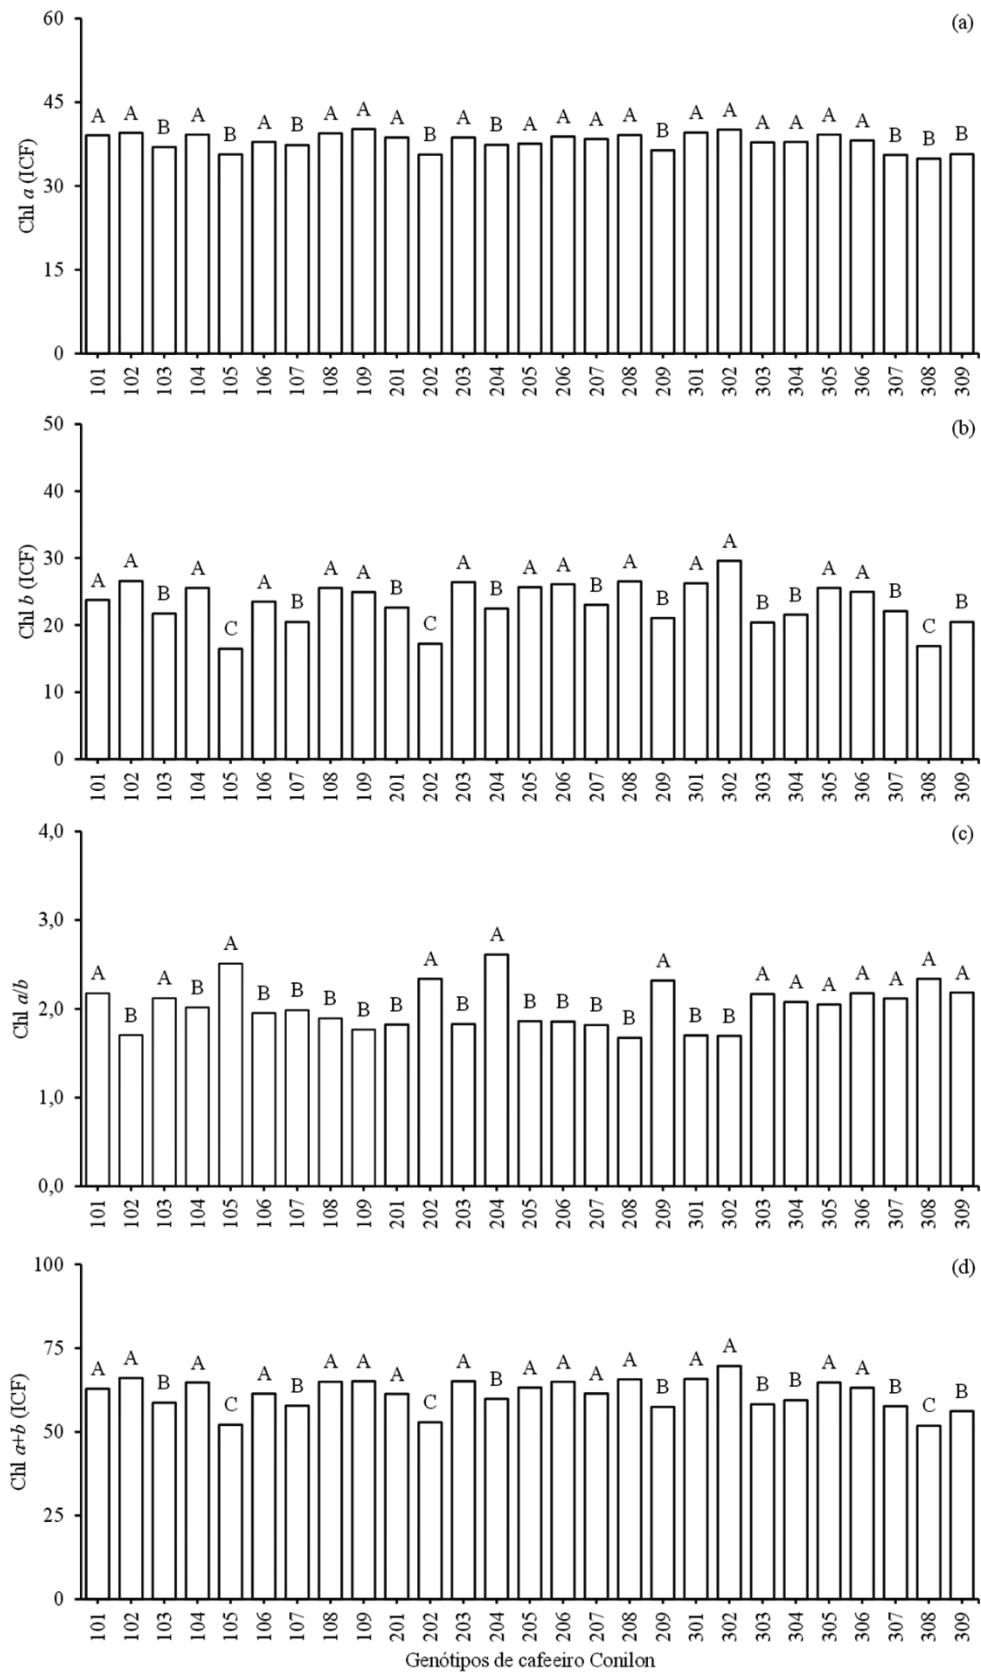 60
(a)
A A B A B A B A A A B A B A A A A B A A A A A A B B B
45
30
15
0
Chl a (ICF)
101 102 103 104 105 106 107 108 109 201 202 203 204 205 206 207 208 209 301 302 303 304 305 306 307 308 309
50
(b)
40
30
20
10
0
A A B A C A B A A B C A B A A B A B A A B B A A B C B
Chl b (ICF)
101 102 103 104 105 106 107 108 109 201 202 203 204 205 206 207 208 209 301 302 303 304 305 306 307 308 309
4,0
(c)
3,0
2,0
1,0
0,0
A B A B A B B B B B A B A B B B B A B B A A A A A A A
Chl a/b
101 102 103 104 105 106 107 108 109 201 202 203 204 205 206 207 208 209 301 302 303 304 305 306 307 308 309
100
(d)
75
50
25
0
A A B A C A B A A A C A B A A A A B A A B B A A B C B
Chl a+b (ICF)
101 102 103 104 105 106 107 108 109 201 202 203 204 205 206 207 208 209 301 302 303 304 305 306 307 308 309
Genótipos de cafeeiro Conilon